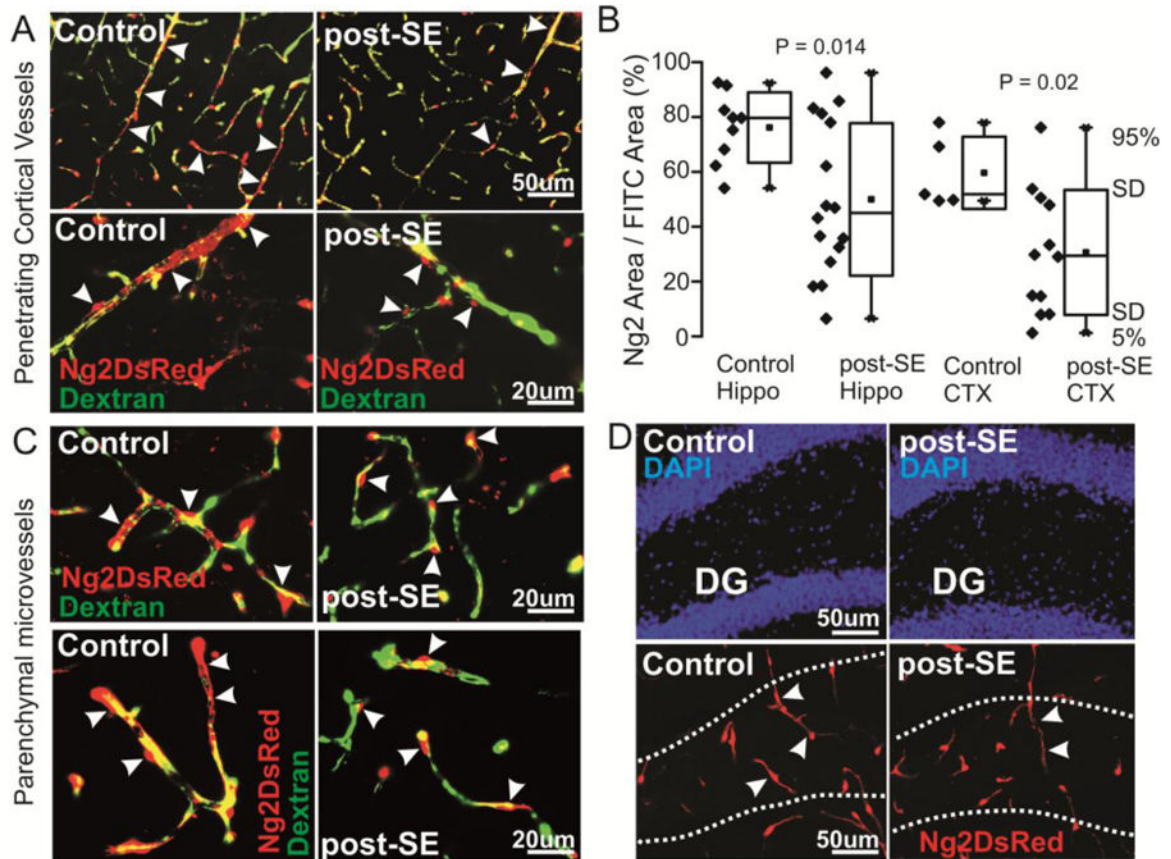 A
Penetrating Cortical Vessels
Control
post-SE
50um
Control
Ng2DsRed
Dextran
post-SE
Ng2DsRed
Dextran
20um
B
P = 0.014
P = 0.02
Ng2 Area / FITC Area (%)
100
80
60
40
20
0
95%
SD
SD
5%
Control
Hippo
post-SE
Hippo
Control
CTX
post-SE
CTX
C
Parenchymal microvessels
Control
Ng2DsRed
Dextran
post-SE
20um
Control
Ng2DsRed
Dextran
post-SE
20um
D
Control
DAPI
DG
50um
post-SE
DAPI
DG
Control
50um
post-SE
Ng2DsRed